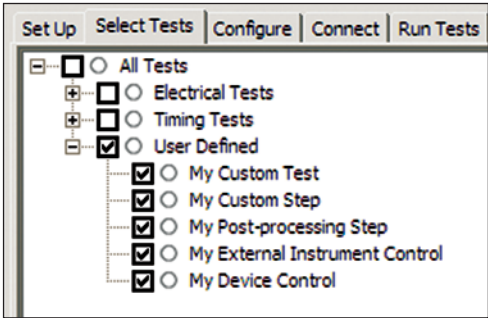 Set Up Select Tests Configure Connect Run Tests
All Tests
Electrical Tests
Timing Tests
User Defined
My Custom Test
My Custom Step
My Post-processing Step
My External Instrument Control
My Device Control